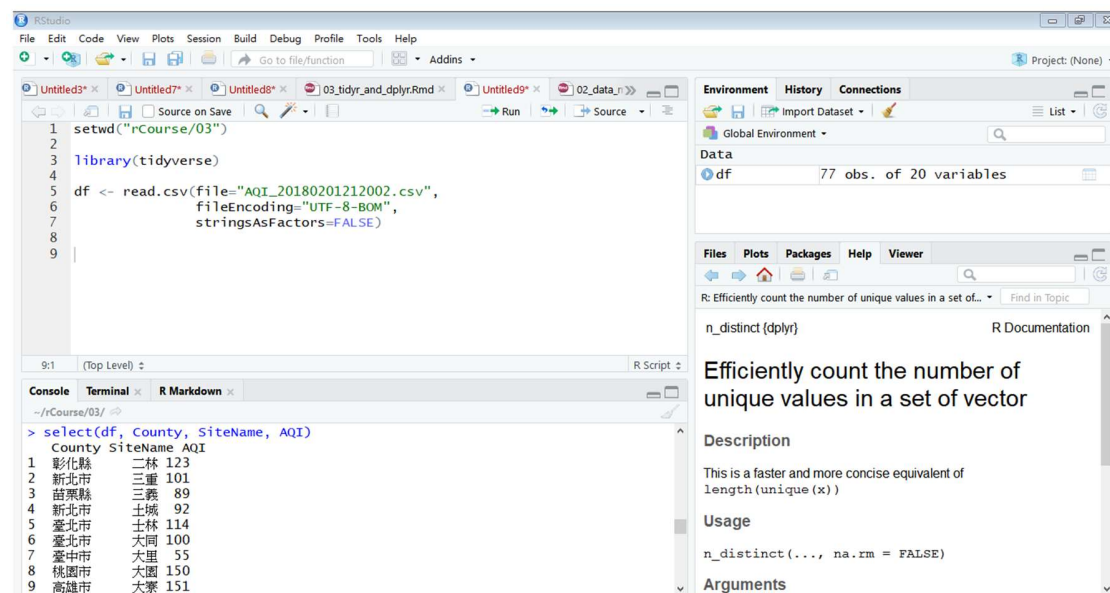 RStudio
File Edit Code View Plots Session Build Debug Profile Tools Help
Go to file/function Addins Project: (None)
Untitled3* Untitled7* Untitled8* 03_tidyr_and_dplyr.Rmd Untitled9*
Source on Save Run Source
1 setwd("rCourse/03")
2
3 library(tidyverse)
4
5 df <- read.csv(file="AQI_20180201212002.csv",
6 fileEncoding="UTF-8-BOM",
7 stringsAsFactors=FALSE)
8
9
9:1 (Top Level) R Script
Console Terminal R Markdown
~/rCourse/03/
> select(df, County, SiteName, AQI)
County SiteName AQI
1 彰化縣 二林 123
2 新北市 三重 101
3 苗栗縣 三義 89
4 新北市 土城 92
5 臺北市 士林 114
6 臺北市 大同 100
7 臺中市 大里 55
8 桃園市 大園 150
9 高雄市 大寮 151
Environment History Connections
Import Dataset List
Global Environment
Data
df 77 obs. of 20 variables
Files Plots Packages Help Viewer
R: Efficiently count the number of unique values in a set of... Find in Topic
n_distinct {dplyr} R Documentation
Efficiently count the number of
unique values in a set of vector
Description
This is a faster and more concise equivalent of
length(unique(x))
Usage
n_distinct(..., na.rm = FALSE)
Arguments